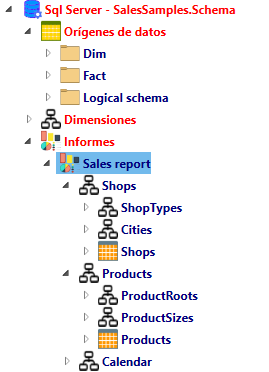 Sql Server - SalesSamples.Schema
Orígenes de datos
Dim
Fact
Logical schema
Dimensiones
Informes
Sales report
Shops
ShopTypes
Cities
Shops
Products
ProductRoots
ProductSizes
Products
Calendar